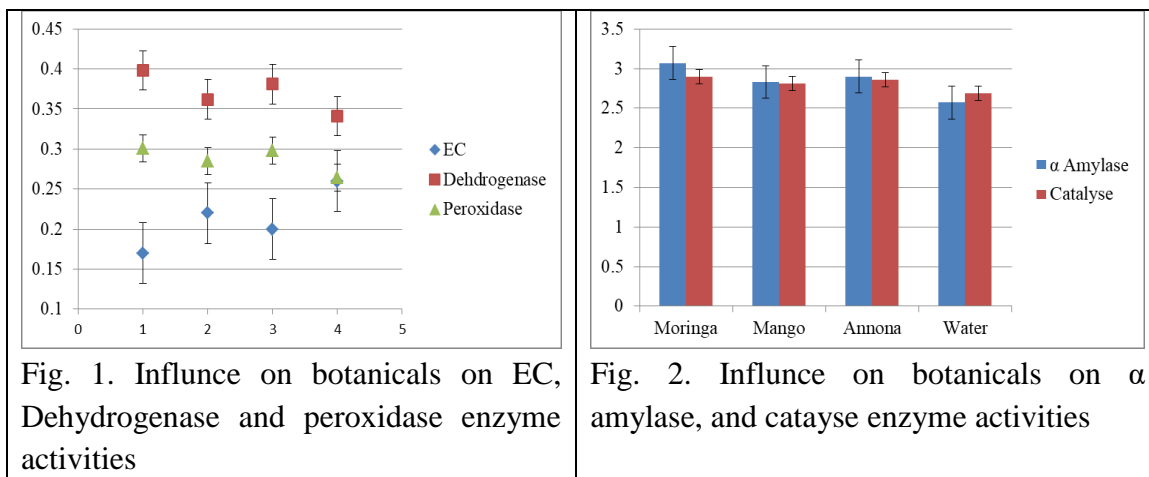 0.45
0.4
0.35
0.3
0.25
0.2
0.15
0.1
0 1 2 3 4 5
EC
Dehdrogenase
Peroxidase
Fig. 1. Influnce on botanicals on EC,
Dehydrogenase and peroxidase enzyme
activities
3.5
3
2.5
2
1.5
1
0.5
0
Moringa Mango Annona Water
α Amylase
Catalyse
Fig. 2. Influnce on botanicals on α
amylase, and catayse enzyme activities